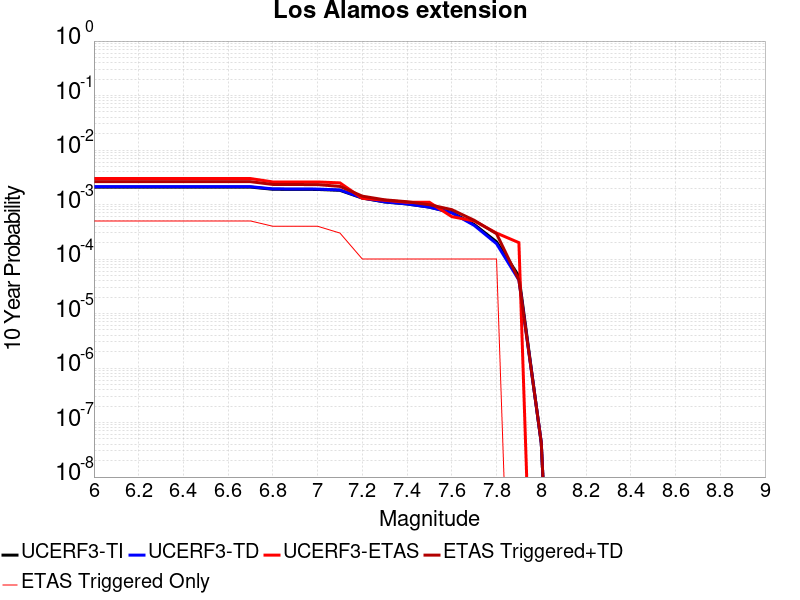 Los Alamos extension
10^0
10^-1
10^-2
10^-3
10^-4
10^-5
10^-6
10^-7
10^-8
10 Year Probability
6 6.2 6.4 6.6 6.8 7 7.2 7.4 7.6 7.8 8 8.2 8.4 8.6 8.8 9
Magnitude
UCERF3-TI UCERF3-TD UCERF3-ETAS ETAS Triggered+TD
ETAS Triggered Only